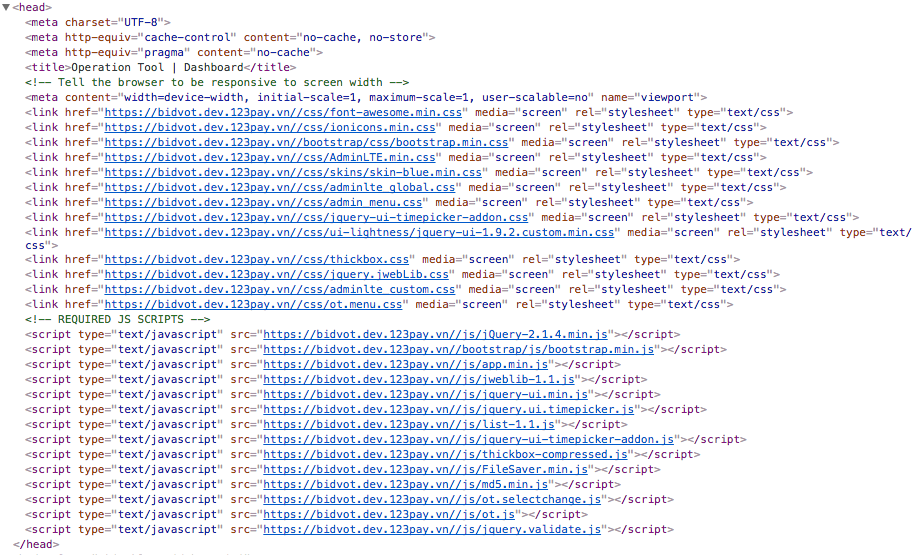 ▼<head>
<meta charset="UTF-8">
<meta http-equiv="cache-control" content="no-cache, no-store">
<meta http-equiv="pragma" content="no-cache">
<title>Operation Tool | Dashboard</title>
<!-- Tell the browser to be responsive to screen width -->
<meta content="width=device-width, initial-scale=1, maximum-scale=1, user-scalable=no" name="viewport">
<link href="https://bidvot.dev.123pay.vn//css/font-awesome.min.css" media="screen" rel="stylesheet" type="text/css">
<link href="https://bidvot.dev.123pay.vn//css/ionicons.min.css" media="screen" rel="stylesheet" type="text/css">
<link href="https://bidvot.dev.123pay.vn//bootstrap/css/bootstrap.min.css" media="screen" rel="stylesheet" type="text/css">
<link href="https://bidvot.dev.123pay.vn//css/AdminLTE.min.css" media="screen" rel="stylesheet" type="text/css">
<link href="https://bidvot.dev.123pay.vn//css/skins/skin-blue.min.css" media="screen" rel="stylesheet" type="text/css">
<link href="https://bidvot.dev.123pay.vn//css/adminlte_global.css" media="screen" rel="stylesheet" type="text/css">
<link href="https://bidvot.dev.123pay.vn//css/admin_menu.css" media="screen" rel="stylesheet" type="text/css">
<link href="https://bidvot.dev.123pay.vn//css/jquery-ui-timepicker-addon.css" media="screen" rel="stylesheet" type="text/css">
<link href="https://bidvot.dev.123pay.vn//css/ui-lightness/jquery-ui-1.9.2.custom.min.css" media="screen" rel="stylesheet" type="text/
css">
<link href="https://bidvot.dev.123pay.vn//css/thickbox.css" media="screen" rel="stylesheet" type="text/css">
<link href="https://bidvot.dev.123pay.vn//css/jquery.jwebLib.css" media="screen" rel="stylesheet" type="text/css">
<link href="https://bidvot.dev.123pay.vn//css/adminlte_custom.css" media="screen" rel="stylesheet" type="text/css">
<link href="https://bidvot.dev.123pay.vn//css/ot.menu.css" media="screen" rel="stylesheet" type="text/css">
<!-- REQUIRED JS SCRIPTS -->
<script type="text/javascript" src="https://bidvot.dev.123pay.vn//js/jQuery-2.1.4.min.js"></script>
<script type="text/javascript" src="https://bidvot.dev.123pay.vn//bootstrap/js/bootstrap.min.js"></script>
<script type="text/javascript" src="https://bidvot.dev.123pay.vn//js/app.min.js"></script>
<script type="text/javascript" src="https://bidvot.dev.123pay.vn//js/jweblib-1.1.js"></script>
<script type="text/javascript" src="https://bidvot.dev.123pay.vn//js/jquery-ui.min.js"></script>
<script type="text/javascript" src="https://bidvot.dev.123pay.vn//js/jquery.ui.timepicker.js"></script>
<script type="text/javascript" src="https://bidvot.dev.123pay.vn//js/list-1.1.js"></script>
<script type="text/javascript" src="https://bidvot.dev.123pay.vn//js/jquery-ui-timepicker-addon.js"></script>
<script type="text/javascript" src="https://bidvot.dev.123pay.vn//js/thickbox-compressed.js"></script>
<script type="text/javascript" src="https://bidvot.dev.123pay.vn//js/FileSaver.min.js"></script>
<script type="text/javascript" src="https://bidvot.dev.123pay.vn//js/md5.min.js"></script>
<script type="text/javascript" src="https://bidvot.dev.123pay.vn//js/ot.selectchange.js"></script>
<script type="text/javascript" src="https://bidvot.dev.123pay.vn//js/ot.js"></script>
<script type="text/javascript" src="https://bidvot.dev.123pay.vn//js/jquery.validate.js"></script>
</head>